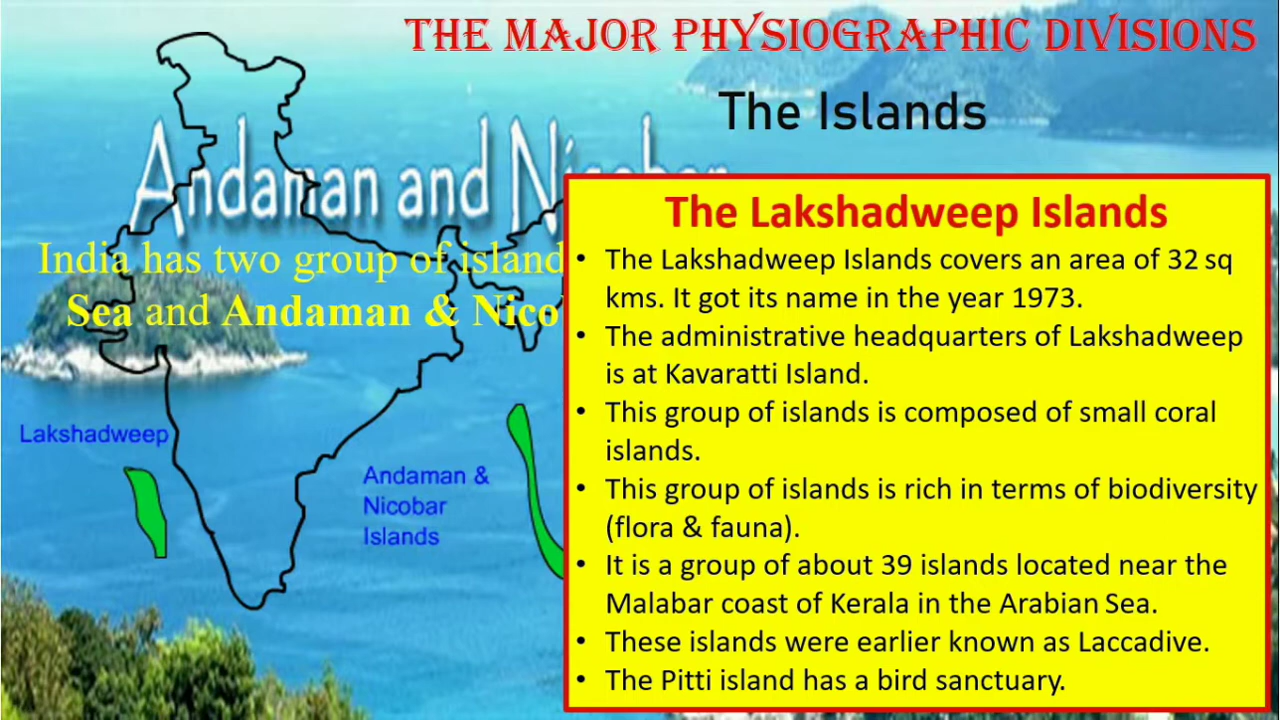 THE MAJOR PHYSIOGRAPHIC DIVISIONS
The Islands
Andaman and Nicobar
India has two group of island
Sea and Andaman & Nico
Lakshadweep
Andaman &
Nicobar
Islands
The Lakshadweep Islands
• The Lakshadweep Islands covers an area of 32 sq
kms. It got its name in the year 1973.
• The administrative headquarters of Lakshadweep
is at Kavaratti Island.
• This group of islands is composed of small coral
islands.
• This group of islands is rich in terms of biodiversity
(flora & fauna).
• It is a group of about 39 islands located near the
Malabar coast of Kerala in the Arabian Sea.
• These islands were earlier known as Laccadive.
• The Pitti island has a bird sanctuary.